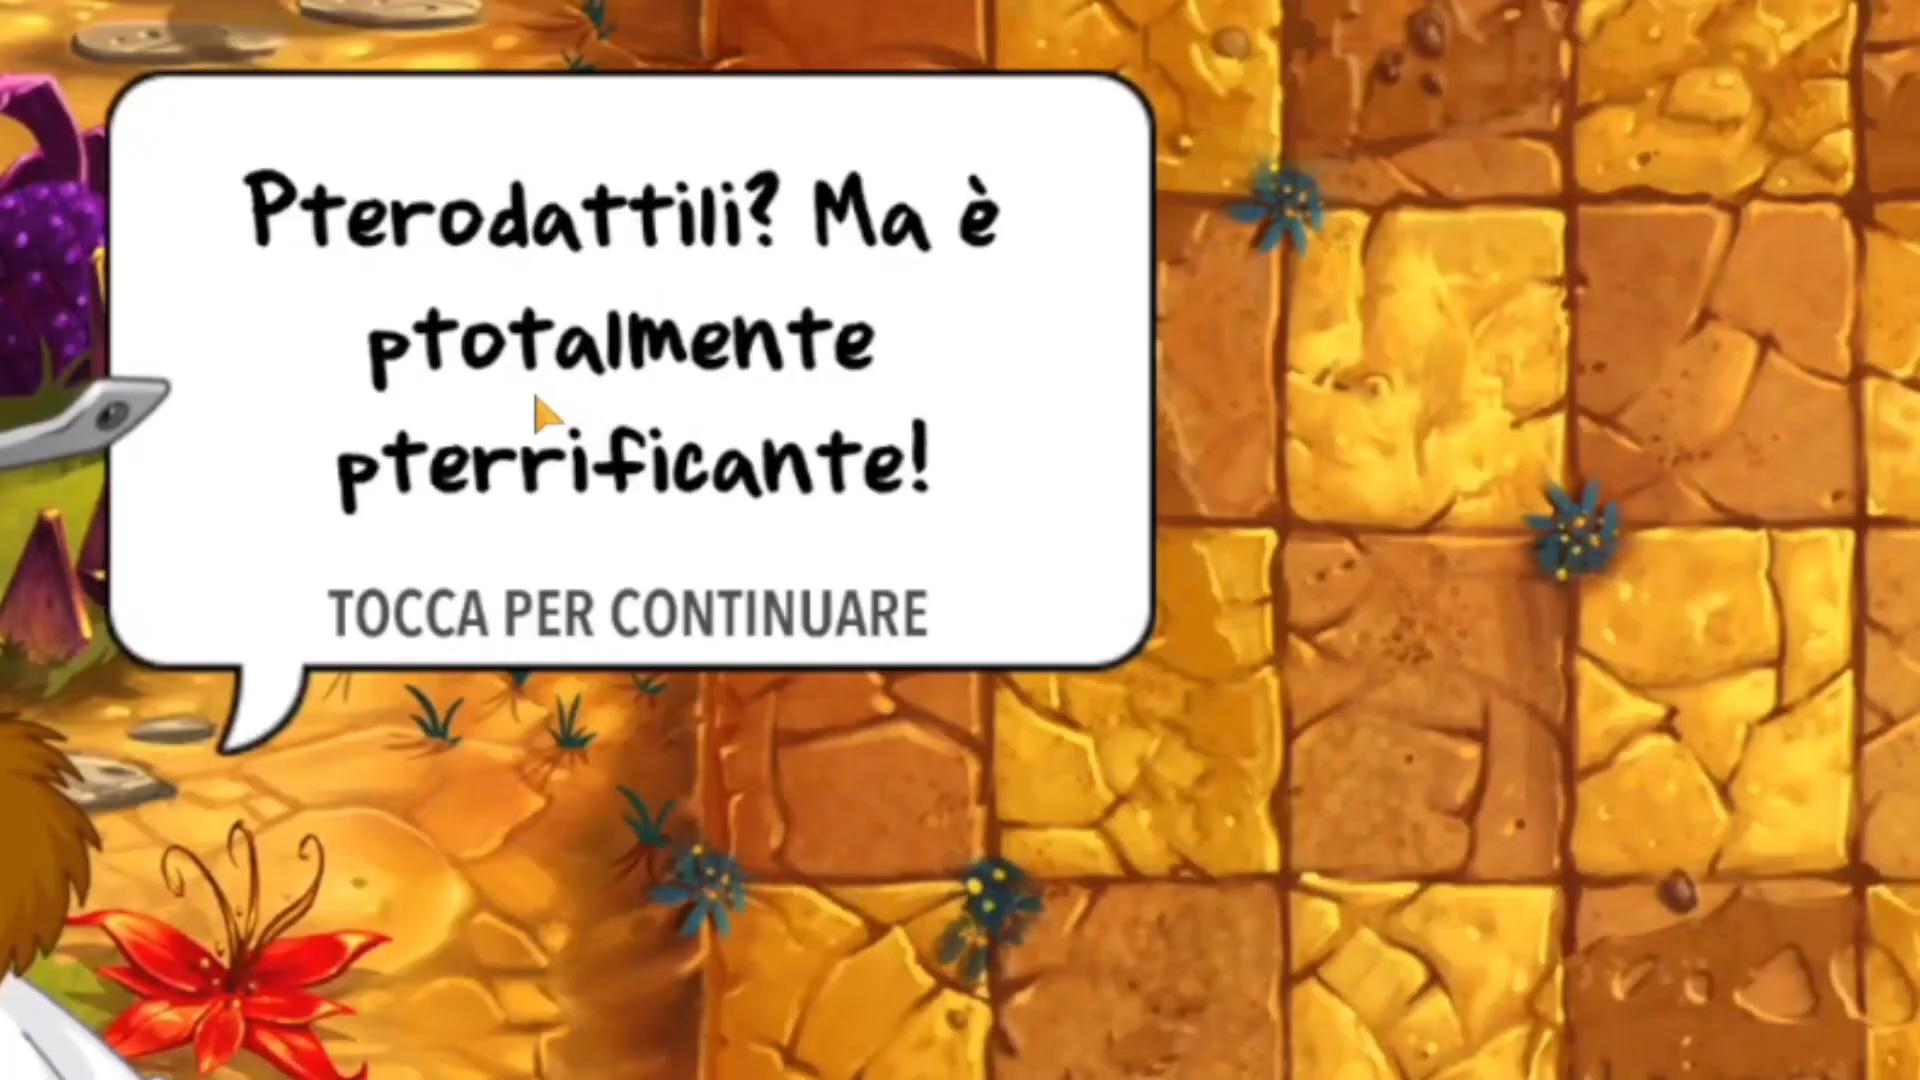 Pterodattili? Ma è
ptotalmente
pterrificante!
TOCCA PER CONTINUARE